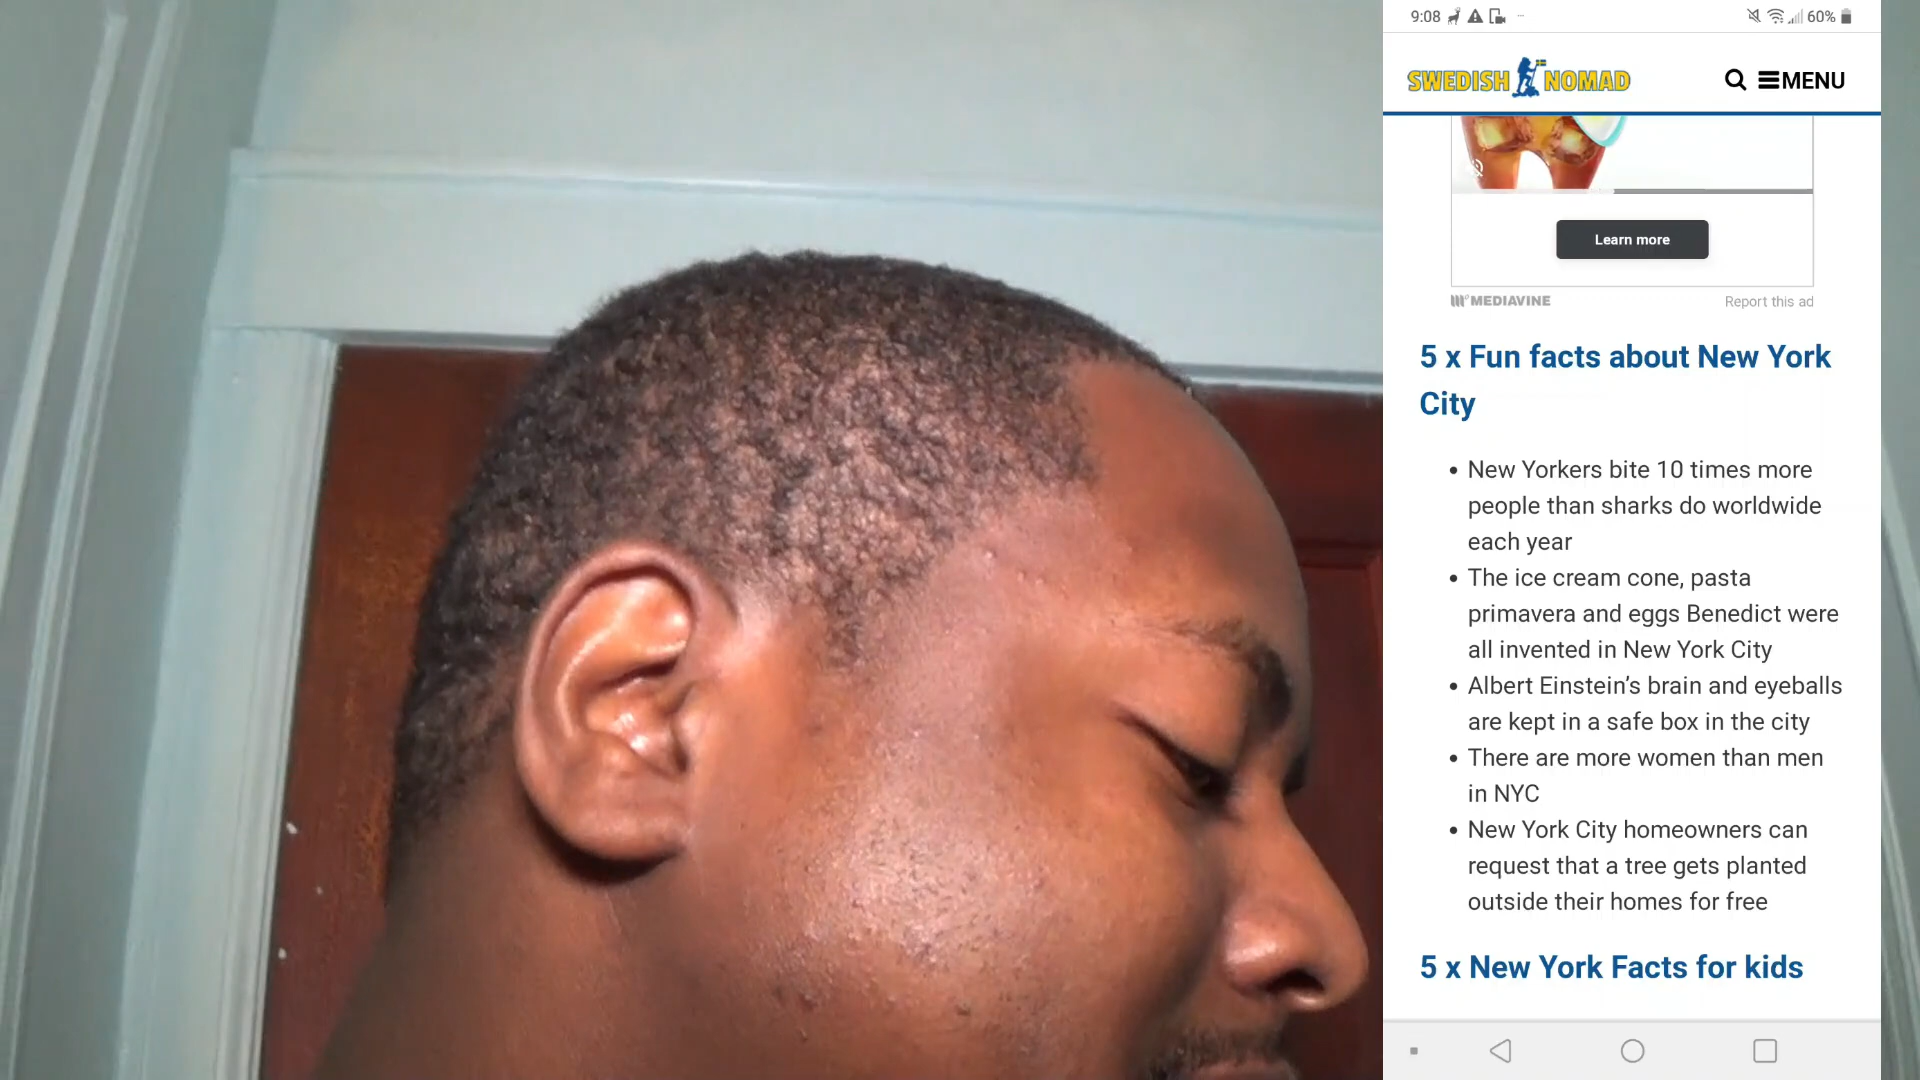 9:08
60%
SWEDISH NOMAD
MENU
Learn more
MEDIAVINE
Report this ad
5 x Fun facts about New York
City
• New Yorkers bite 10 times more
people than sharks do worldwide
each year
• The ice cream cone, pasta
primavera and eggs Benedict were
all invented in New York City
• Albert Einstein’s brain and eyeballs
are kept in a safe box in the city
• There are more women than men
in NYC
• New York City homeowners can
request that a tree gets planted
outside their homes for free
5 x New York Facts for kids